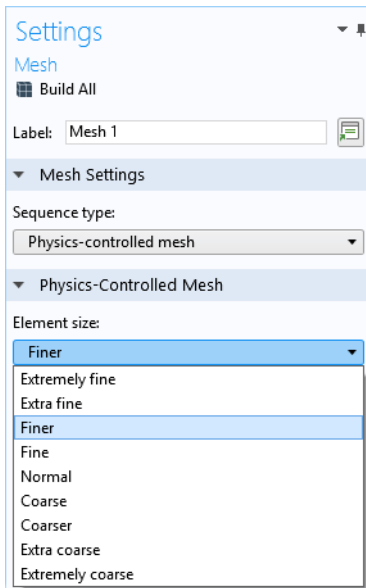 Settings
Mesh
Build All
Label: Mesh 1
Mesh Settings
Sequence type:
Physics-controlled mesh
Physics-Controlled Mesh
Element size:
Finer
Extremely fine
Extra fine
Finer
Fine
Normal
Coarse
Coarser
Extra coarse
Extremely coarse